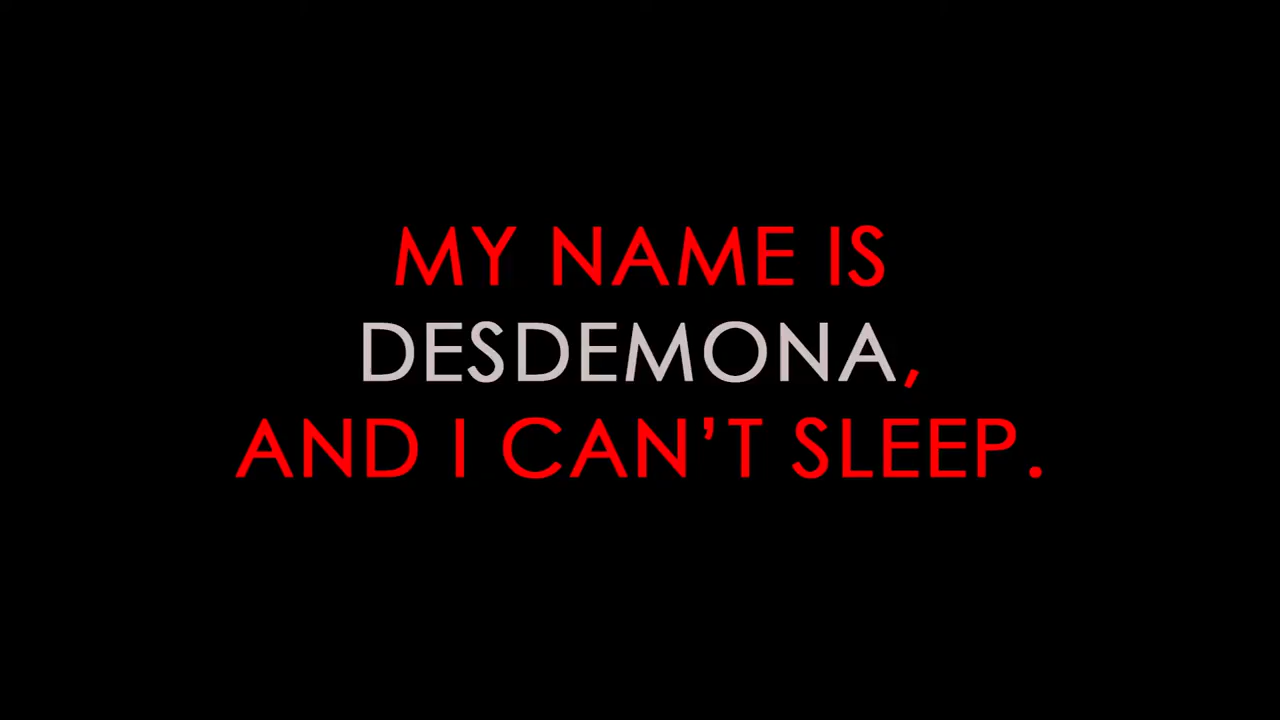 MY NAME IS
DESDEMONA,
AND I CAN’T SLEEP.